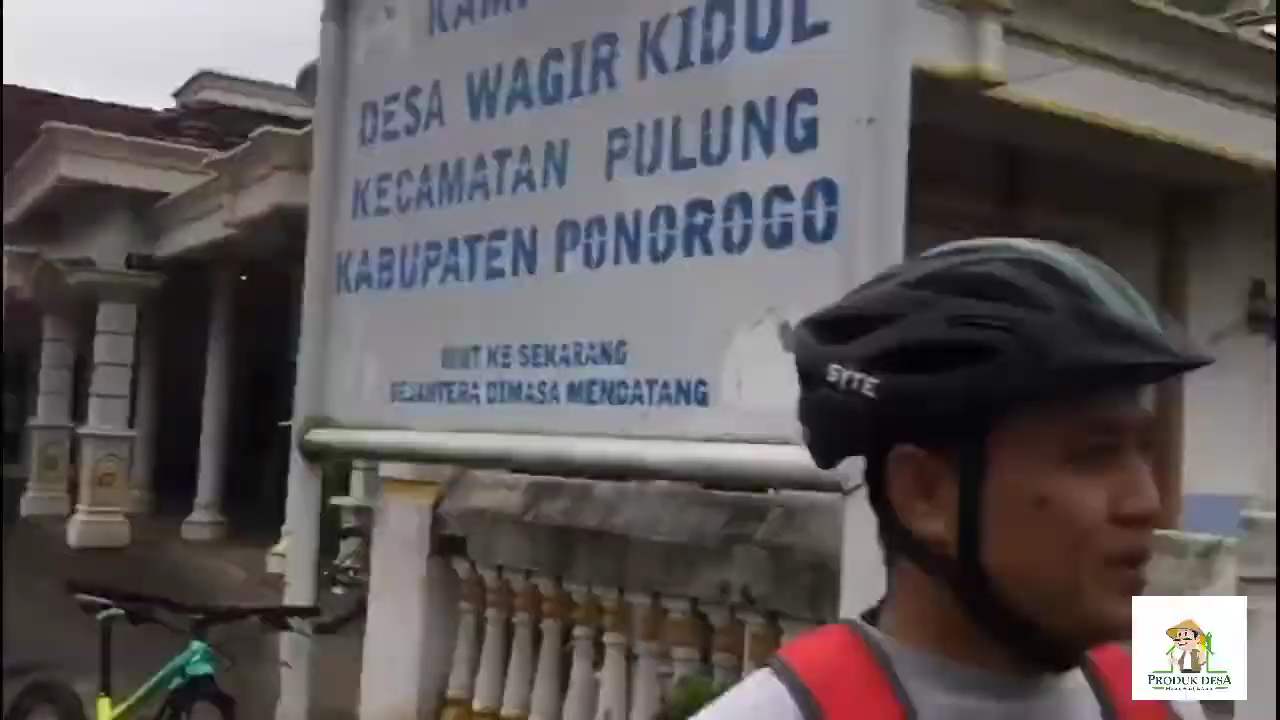 DESA WAGIR KIDUL
KECAMATAN PULUNG
KABUPATEN PONOROGO
KE SEKARANG
DIMASA MENDATANG
SYTE
PRODUK DESA